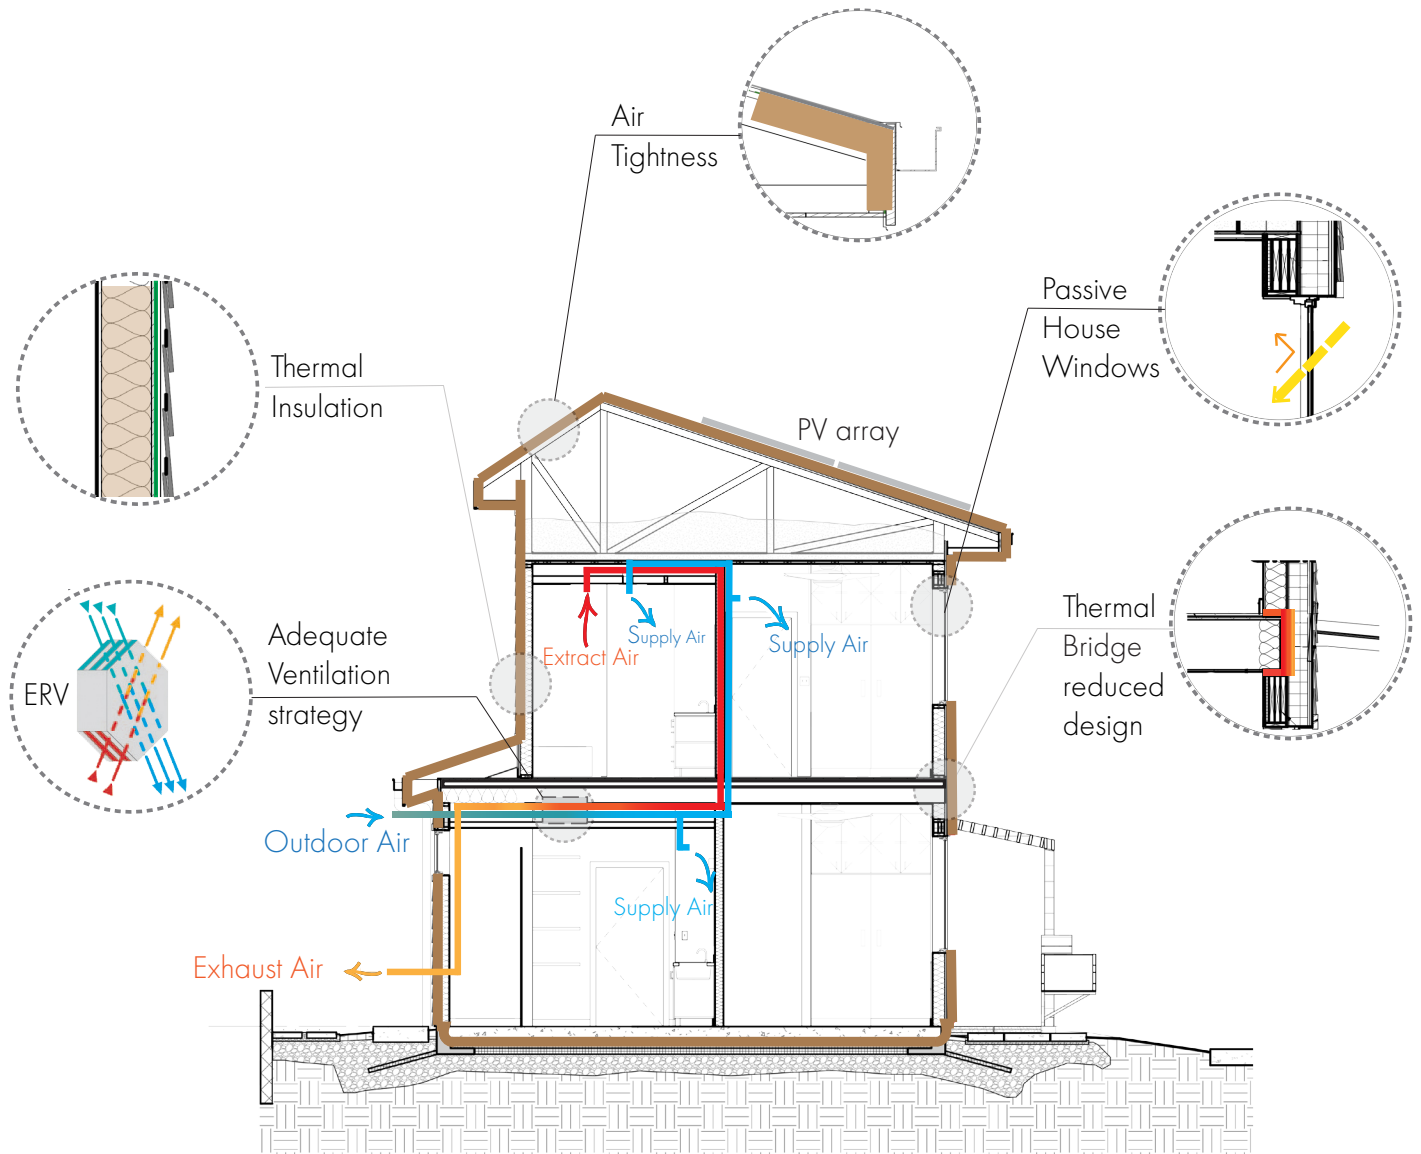 Air
Tightness
Passive
House
Windows
Thermal
Insulation
PV array
Thermal
Bridge
reduced
design
Adequate
Ventilation
strategy
ERV
Supply Air
Supply Air
Extract Air
Outdoor Air
Supply Air
Exhaust Air